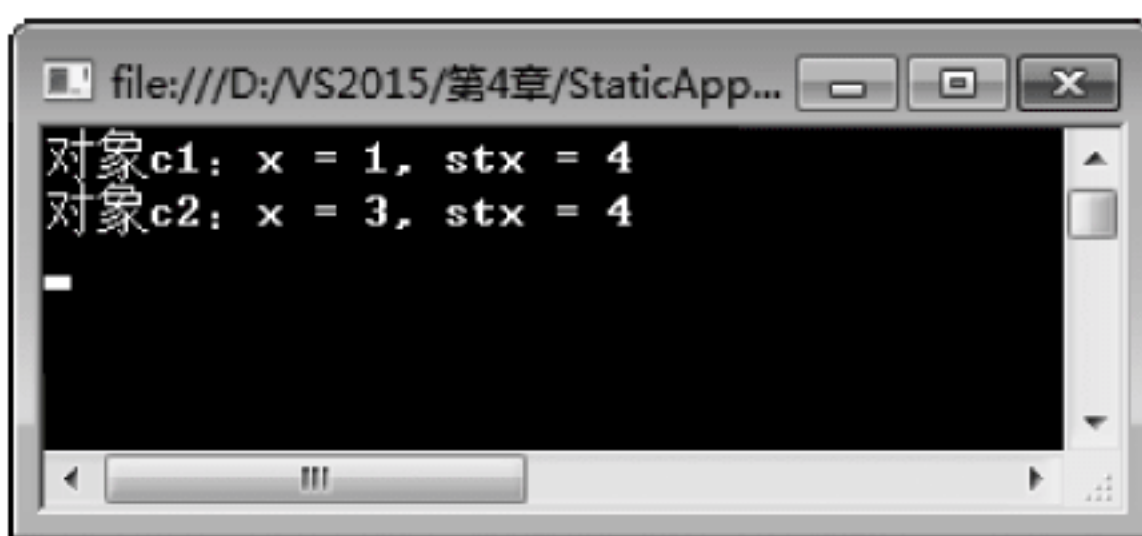 file:///D:/VS2015/第4章/StaticApp...
对象c1：x = 1, stx = 4
对象c2：x = 3, stx = 4